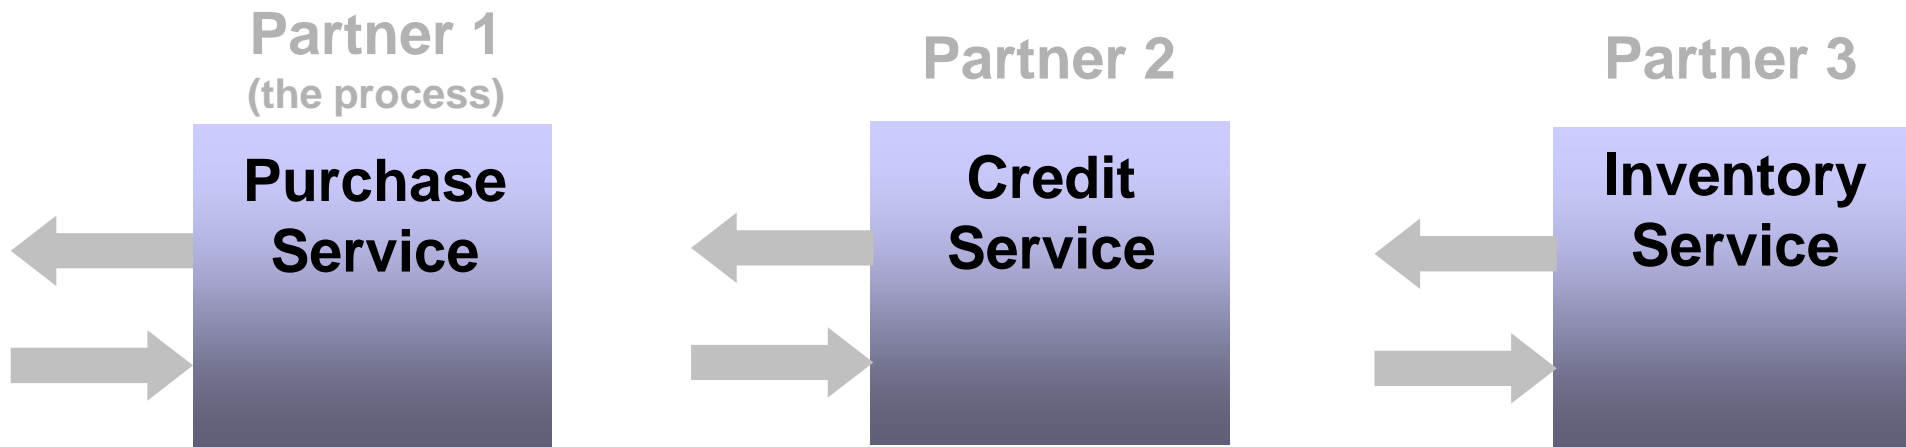 Partner 1
(the process)
Purchase
Service
Partner 2
Credit
Service
Partner 3
Inventory
Service